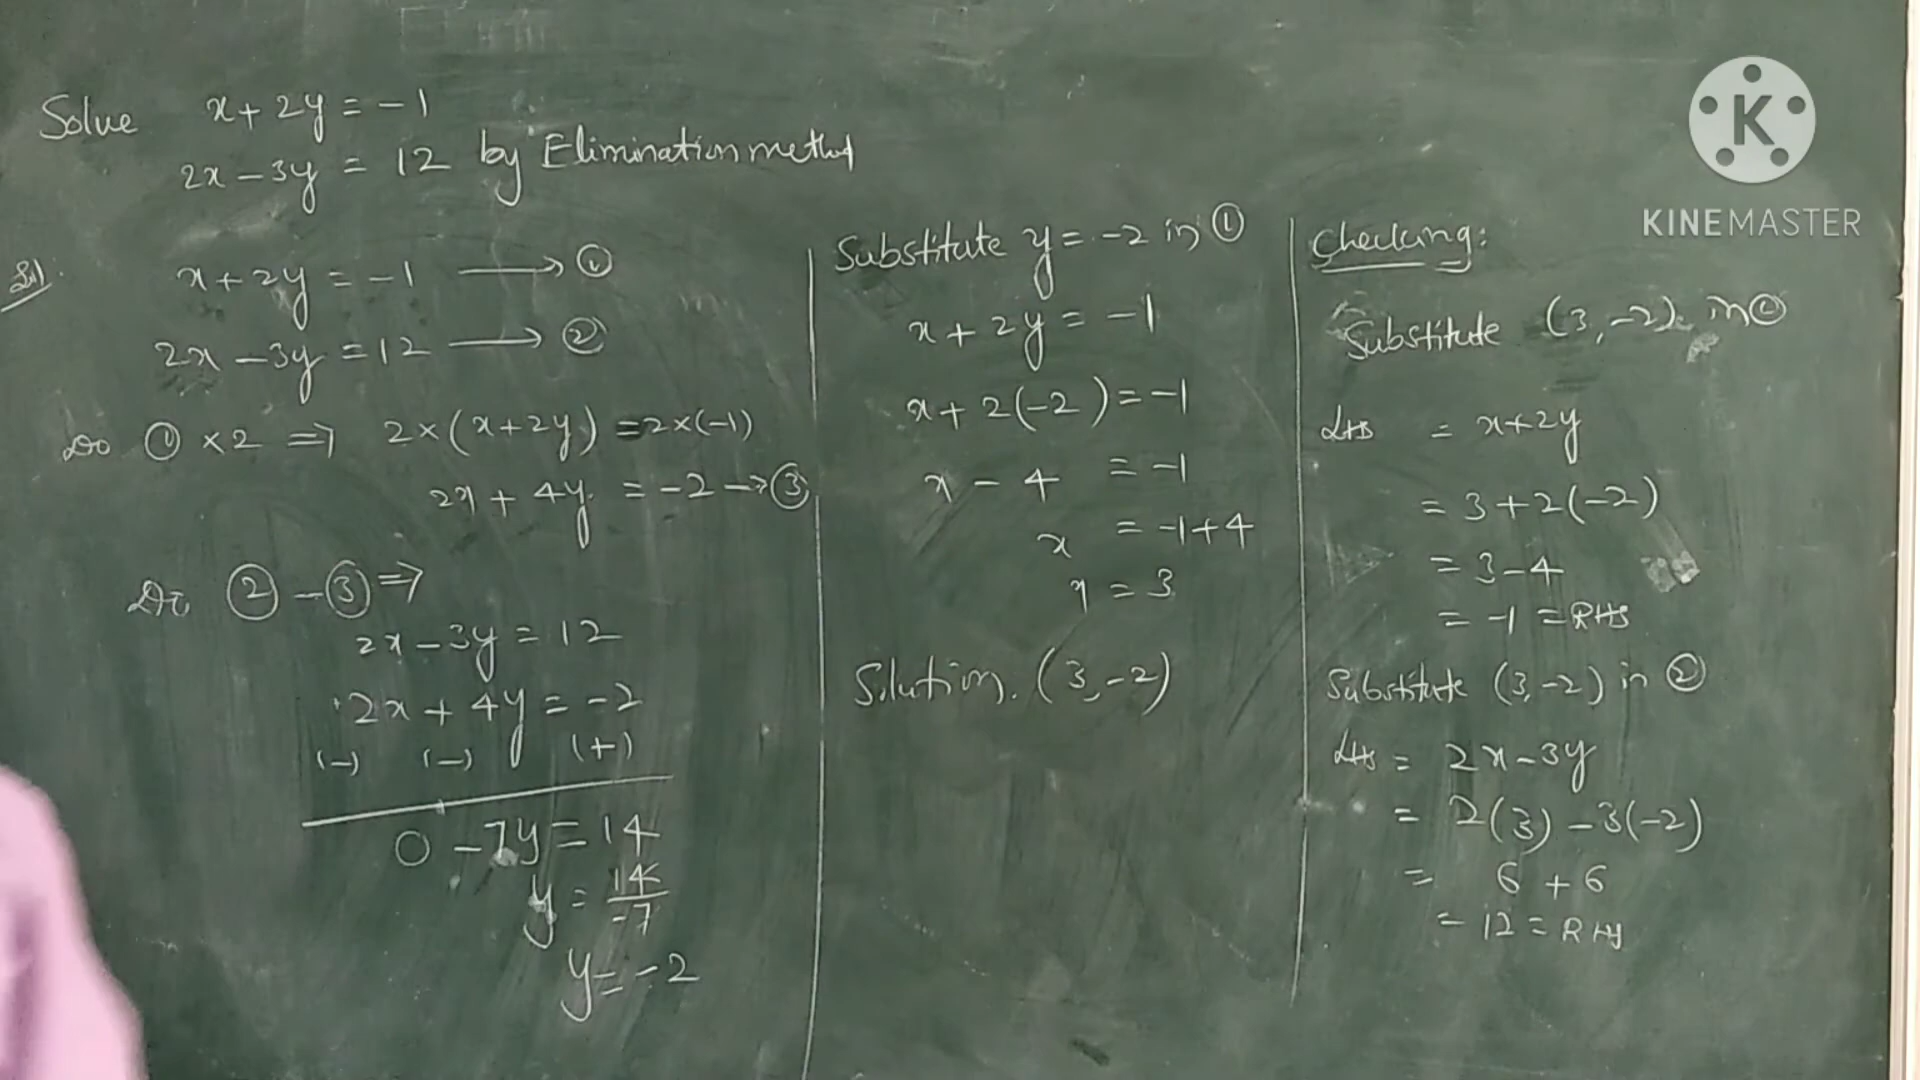 Solve x + 2y = -1
2x - 3y = 12 by Elimination method
Sol.
x + 2y = -1 → ①
2x - 3y = 12 → ②
Do ① × 2 ⇒ 2×(x+2y) = 2×(-1)
2x + 4y = -2 → ③
Do ② - ③ ⇒
2x - 3y = 12
2x + 4y = -2
(-) (-) (+)
0 - 7y = 14
y = 14/-7
y = -2
Substitute y = -2 in ①
x + 2y = -1
x + 2(-2) = -1
x - 4 = -1
x = -1+4
x = 3
Solution. (3, -2)
Checking:
Substitute (3, -2) in ①
LHS = x+2y
= 3+2(-2)
= 3-4
= -1 = RHS
Substitute (3, -2) in ②
LHS = 2x-3y
= 2(3) - 3(-2)
= 6 + 6
= 12 = RHS
KINEMASTER